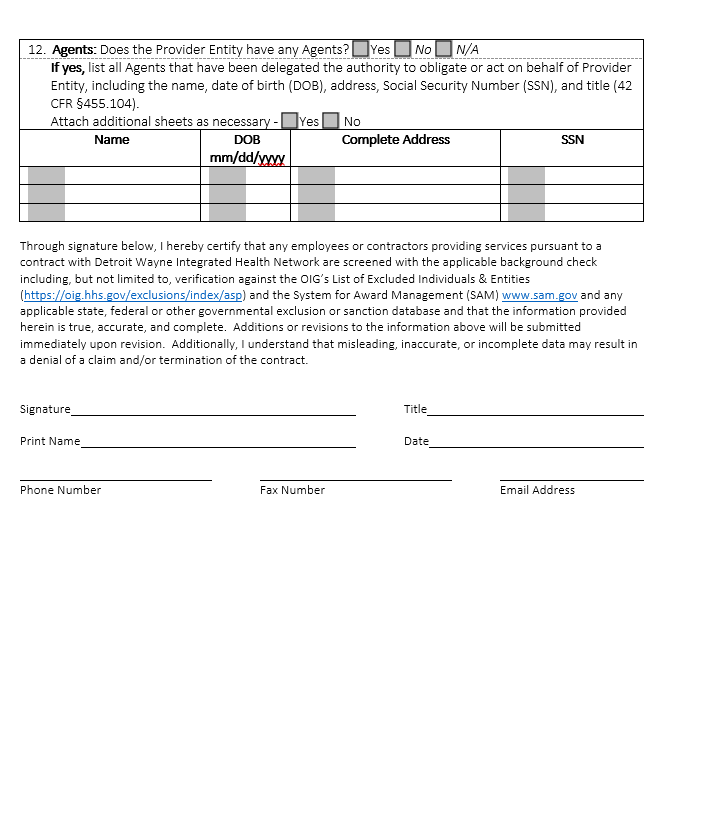 12. Agents: Does the Provider Entity have any Agents? Yes No N/A
If yes, list all Agents that have been delegated the authority to obligate or act on behalf of Provider
Entity, including the name, date of birth (DOB), address, Social Security Number (SSN), and title (42
CFR §455.104).
Attach additional sheets as necessary - Yes No
Name DOB Complete Address SSN
mm/dd/yyyy
Through signature below, I hereby certify that any employees or contractors providing services pursuant to a
contract with Detroit Wayne Integrated Health Network are screened with the applicable background check
including, but not limited to, verification against the OIG's List of Excluded Individuals & Entities
(https://oig.hhs.gov/exclusions/index/asp) and the System for Award Management (SAM) www.sam.gov and any
applicable state, federal or other governmental exclusion or sanction database and that the information provided
herein is true, accurate, and complete. Additions or revisions to the information above will be submitted
immediately upon revision. Additionally, I understand that misleading, inaccurate, or incomplete data may result in
a denial of a claim and/or termination of the contract.
Signature Title
Print Name Date
Phone Number Fax Number Email Address